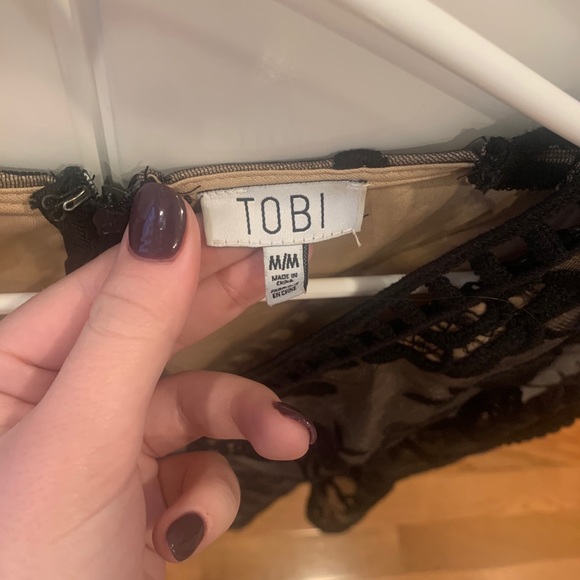 TOBI
M/M
MADE IN
CHINA
FABRIQUÉ
EN CHINE